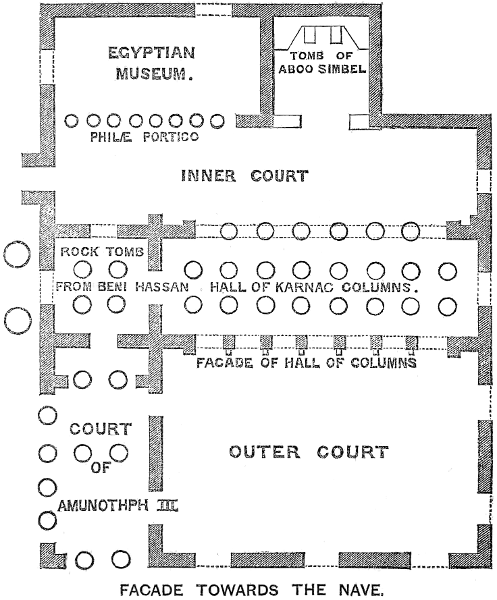 EGYPTIAN
MUSEUM.
TOMB OF
ABOO SIMBEL
PHILÆ PORTICO
INNER COURT
ROCK TOMB
FROM BENI HASSAN
HALL OF KARNAC COLUMNS.
FACADE OF HALL OF COLUMNS
COURT
OF
AMUNOTHPH III.
OUTER COURT
FACADE TOWARDS THE NAVE.